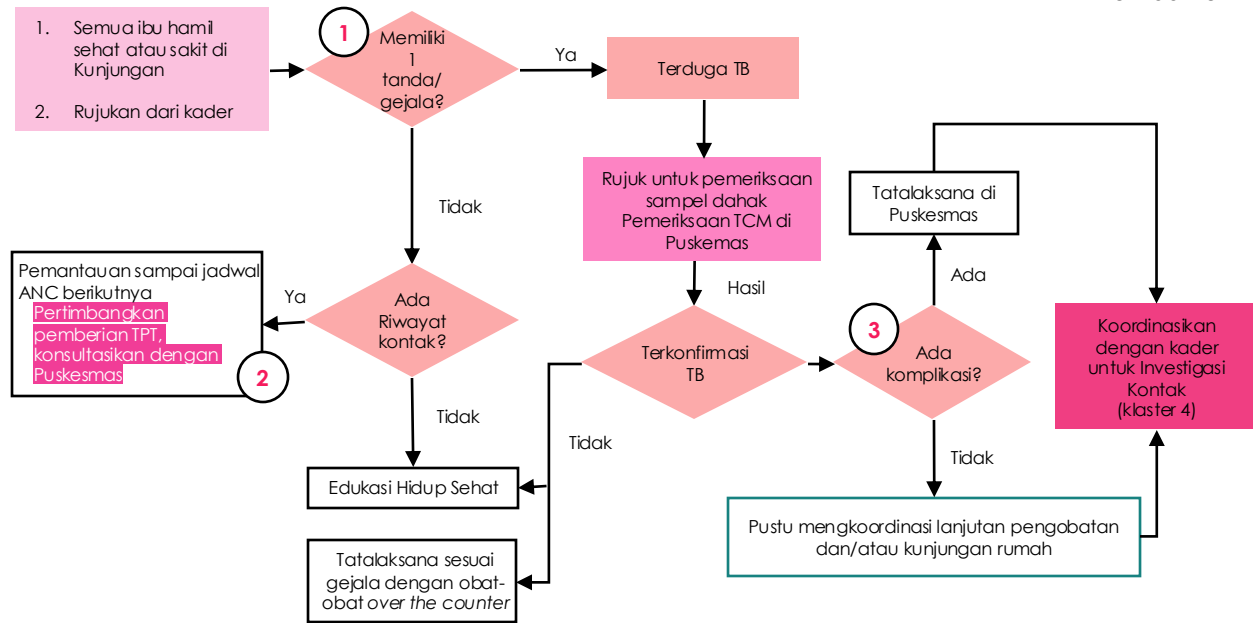 1. Semua ibu hamil
sehat atau sakit di
Kunjungan
2. Rujukan dari kader
1
Memiliki
1
tanda/
gejala?
Ya
Terduga TB
Rujuk untuk pemeriksaan
sampel dahak
Pemeriksaan TCM di
Puskemas
Tatalaksana di
Puskesmas
Tidak
Pemantauan sampai jadwal
ANC berikutnya
Pertimbangkan
pemberian TPT,
konsultasikan dengan
Puskesmas
2
Ya
Ada
Riwayat
kontak?
Hasil
Terkonfirmasi
TB
3
Ada
komplikasi?
Ada
Koordinasikan
dengan kader
untuk Investigasi
Kontak
(klaster 4)
Tidak
Tidak
Tidak
Edukasi Hidup Sehat
Pustu mengkoordinasi lanjutan pengobatan
dan/atau kunjungan rumah
Tatalaksana sesuai
gejala dengan obat-
obat over the counter